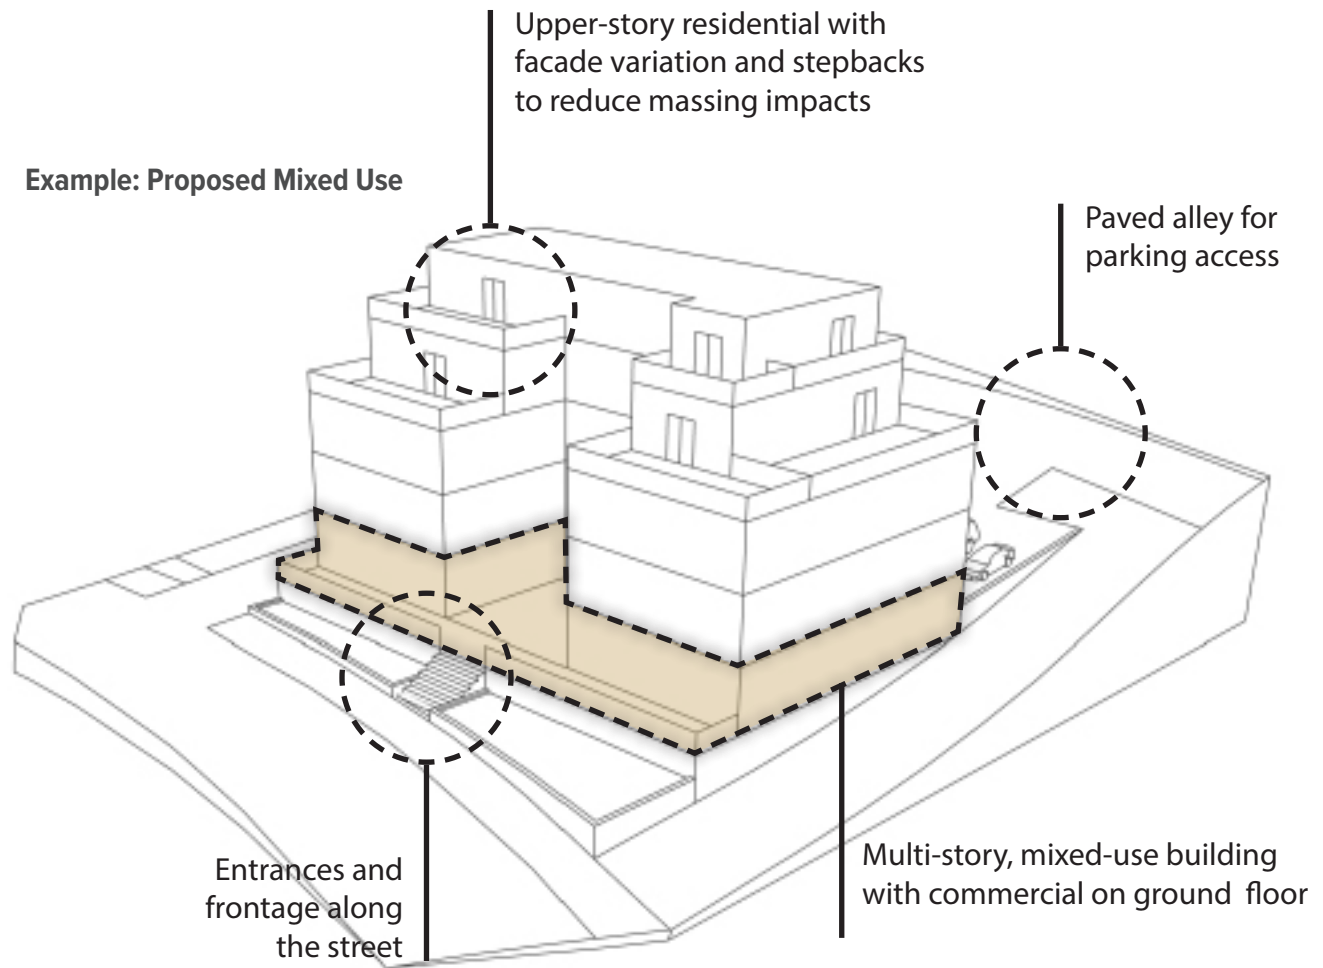 Upper-story residential with
facade variation and stepbacks
to reduce massing impacts
Example: Proposed Mixed Use
Paved alley for
parking access
Entrances and
frontage along
the street
Multi-story, mixed-use building
with commercial on ground floor